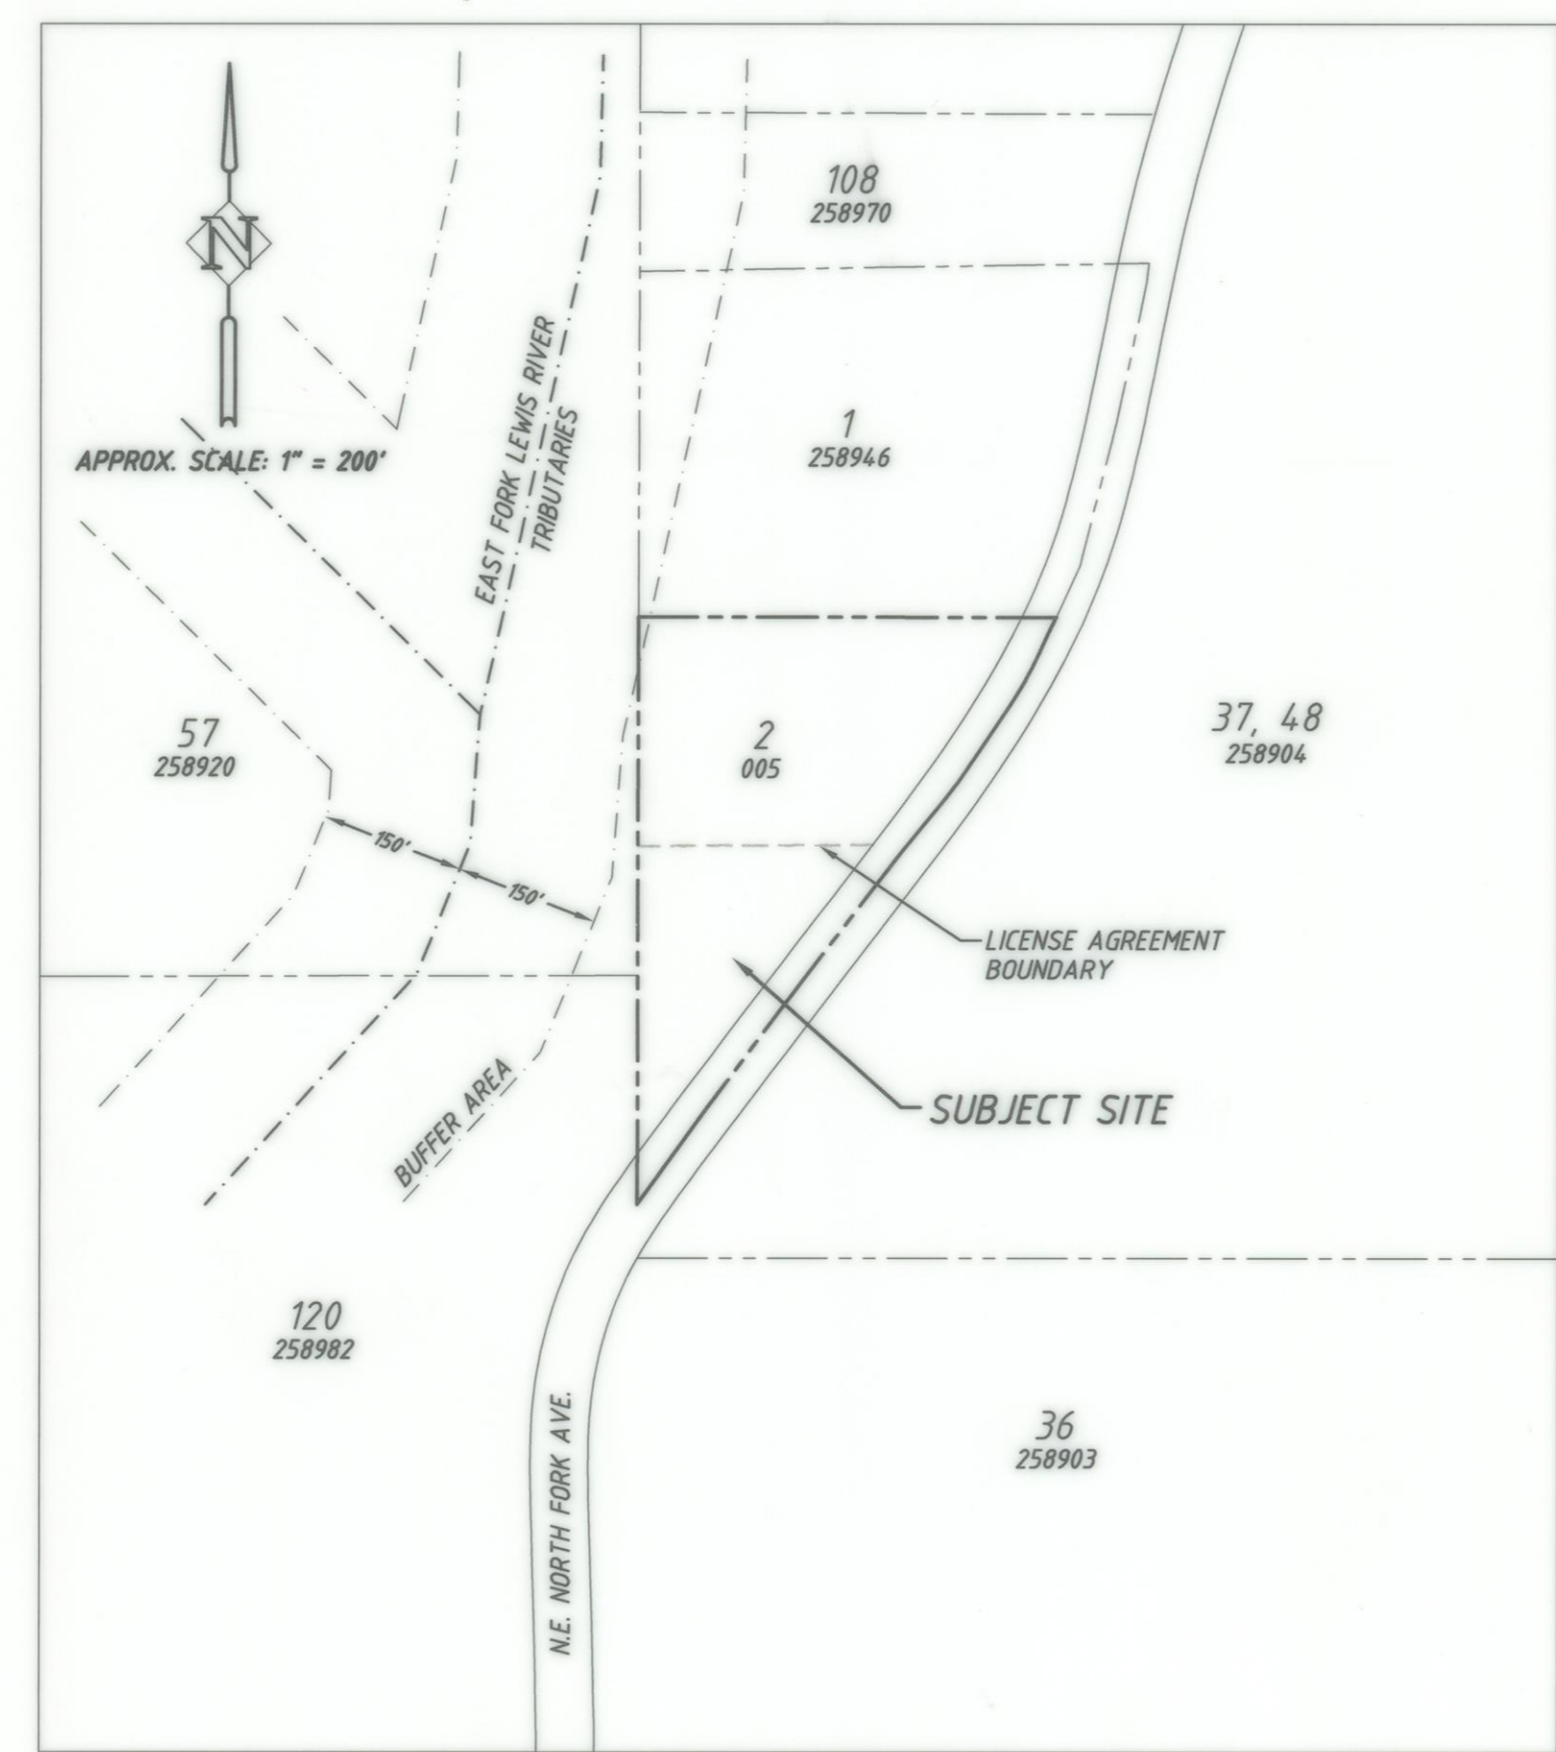 N
APPROX. SCALE: 1" = 200'
108
258970
EAST FORK LEWIS RIVER
TRIBUTARIES
1
258946
57
258920
2
005
37, 48
258904
150'
150'
LICENSE AGREEMENT
BOUNDARY
BUFFER AREA
SUBJECT SITE
120
258982
36
258903
N.E. NORTH FORK AVE.